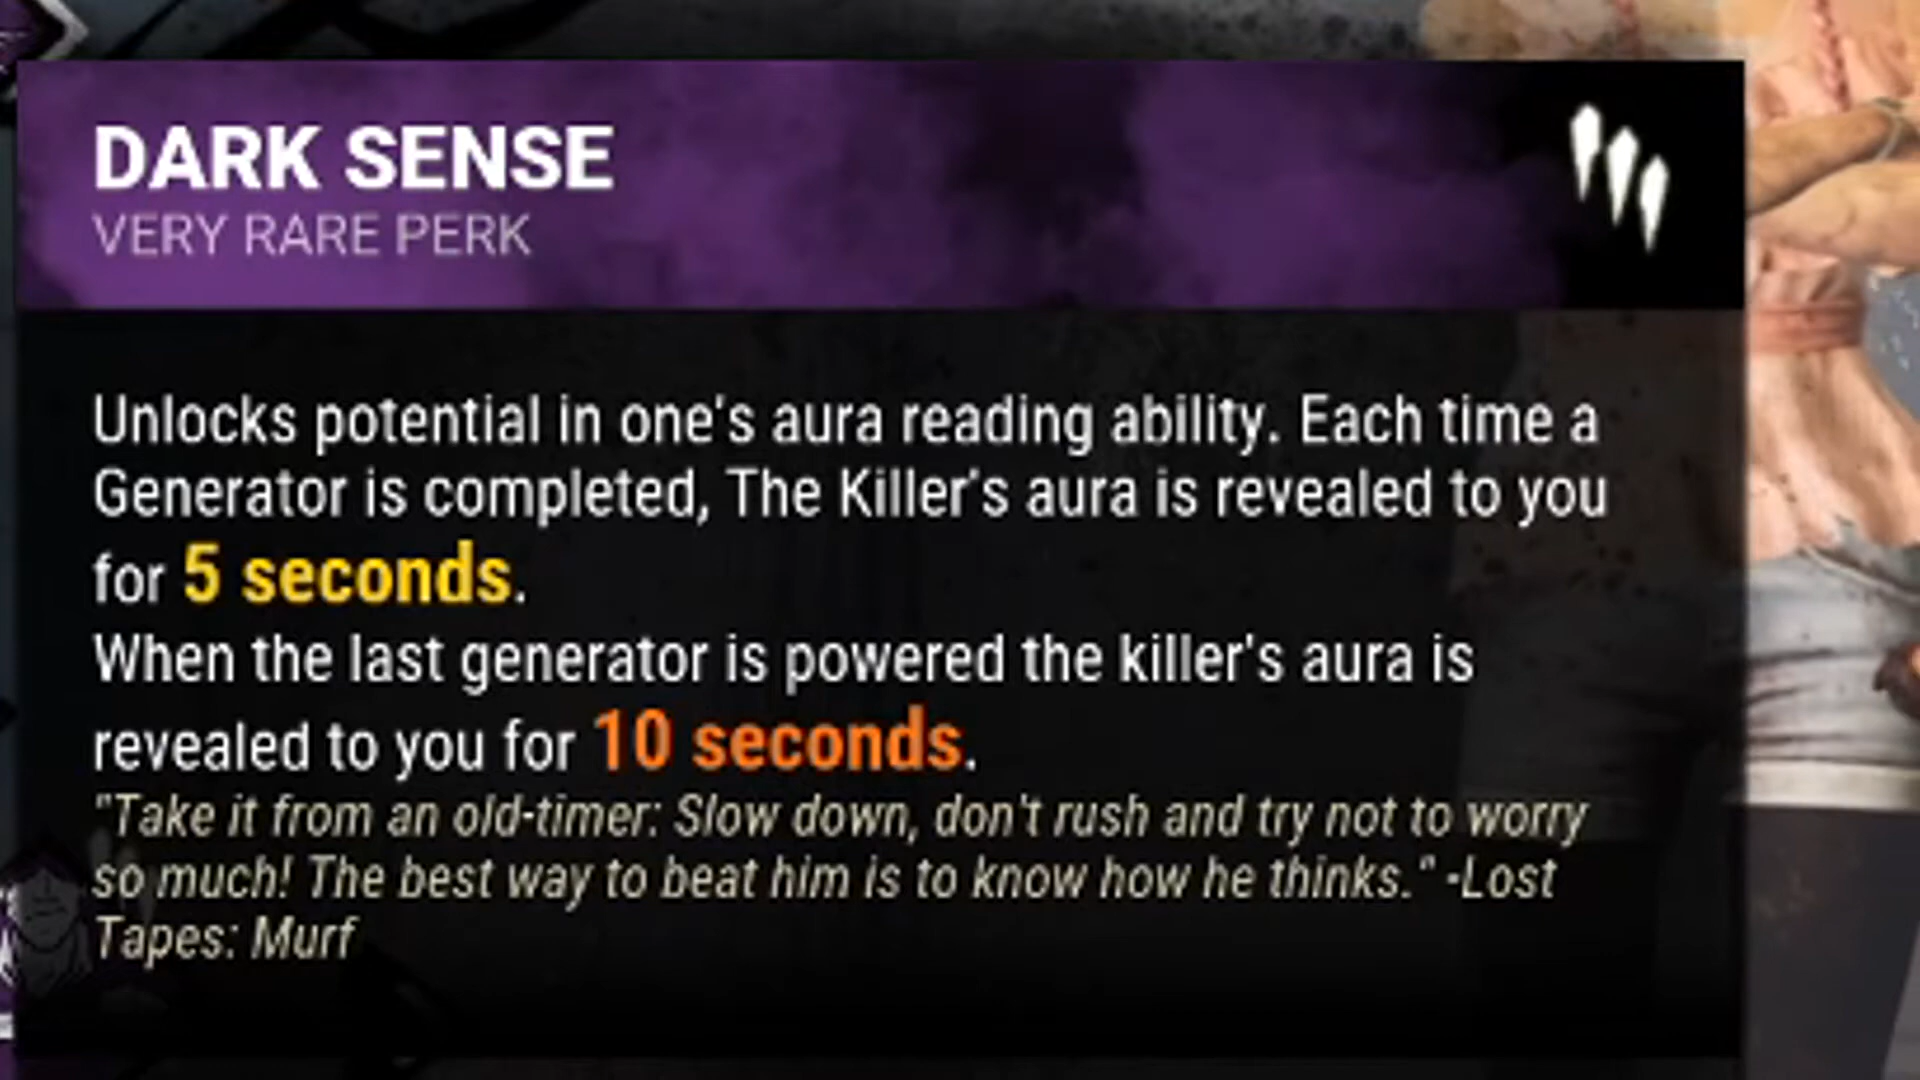 DARK SENSE
VERY RARE PERK
Unlocks potential in one's aura reading ability. Each time a
Generator is completed, The Killer's aura is revealed to you
for 5 seconds.
When the last generator is powered the killer's aura is
revealed to you for 10 seconds.
"Take it from an old-timer: Slow down, don't rush and try not to worry
so much! The best way to beat him is to know how he thinks." -Lost
Tapes: Murf